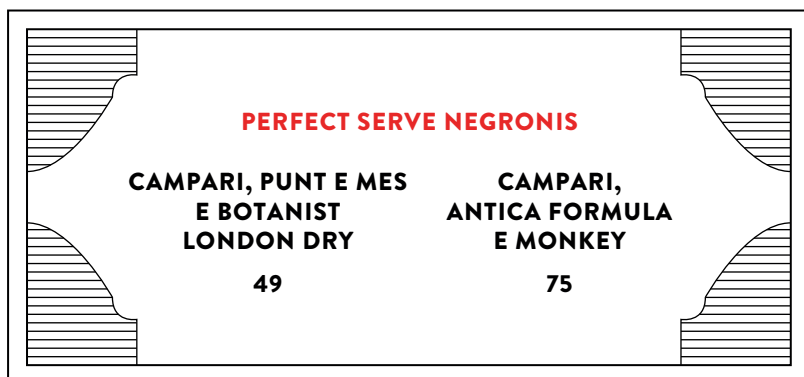 PERFECT SERVE NEGRONIS
CAMPARI, PUNT E MES
E BOTANIST
LONDON DRY
49
CAMPARI,
ANTICA FORMULA
E MONKEY
75